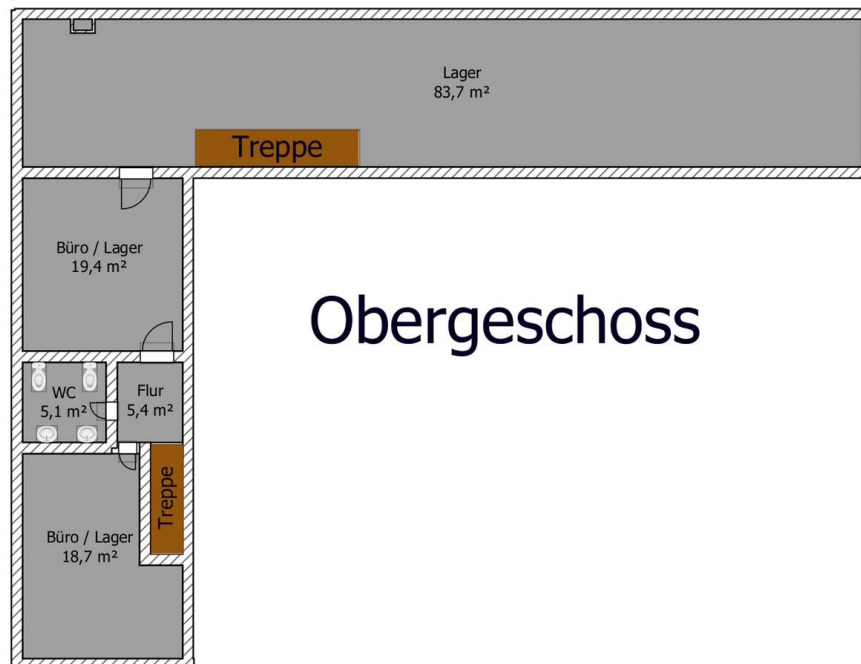 Lager
83,7 m²
Treppe
Büro / Lager
19,4 m²
Obergeschoss
WC
5,1 m²
Flur
5,4 m²
Treppe
Büro / Lager
18,7 m²